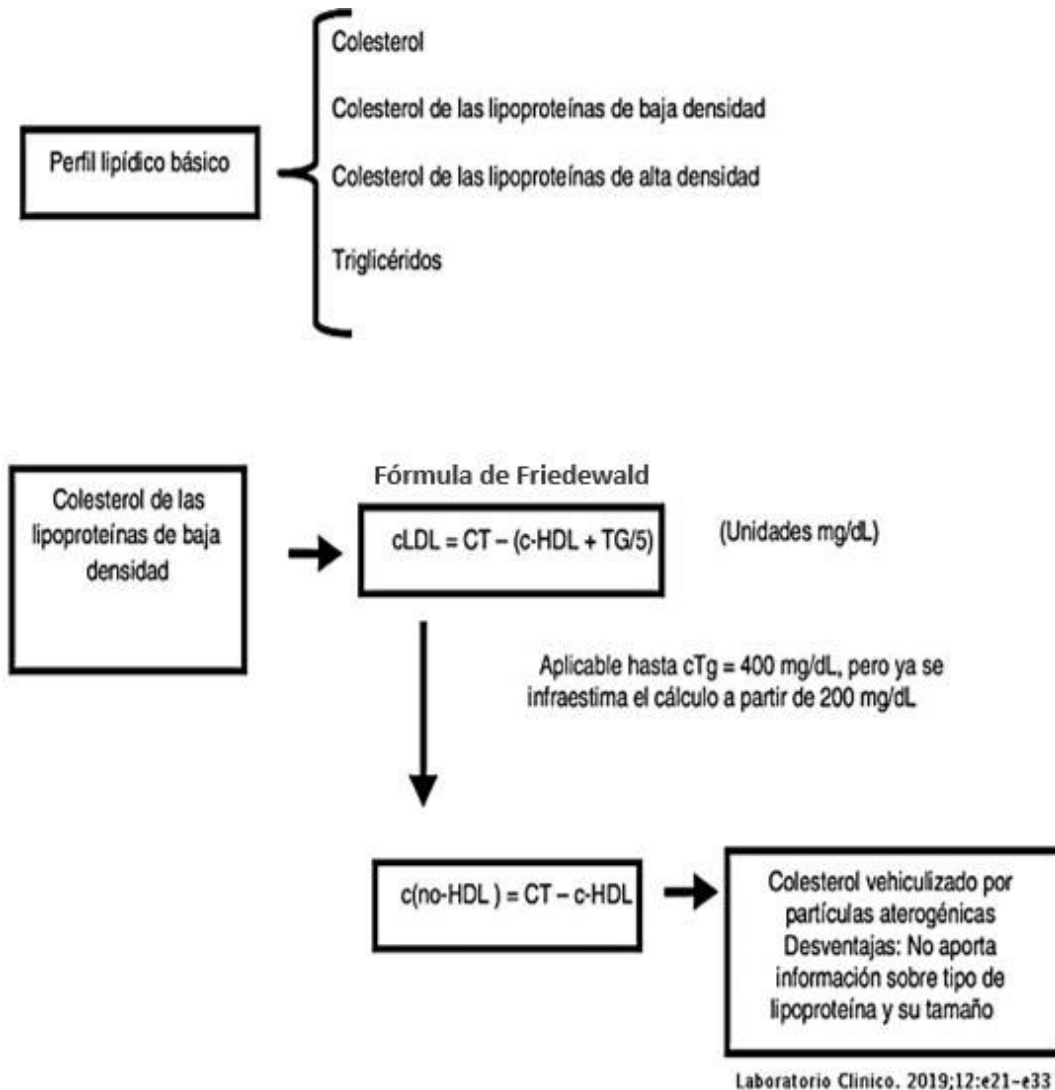 Colesterol
Colesterol de las lipoproteínas de baja densidad
Perfil lipídico básico
Colesterol de las lipoproteínas de alta densidad
Triglicéridos
Colesterol de las
lipoproteínas de baja
densidad
Fórmula de Friedewald
cLDL = CT – (c-HDL + TG/5)
(Unidades mg/dL)
Aplicable hasta cTg = 400 mg/dL, pero ya se
infraestima el cálculo a partir de 200 mg/dL
c(no-HDL ) = CT – c-HDL
Colesterol vehiculizado por
partículas aterogénicas
Desventajas: No aporta
información sobre tipo de
lipoproteína y su tamaño
Laboratorio Clinico. 2019;12:e21-e33